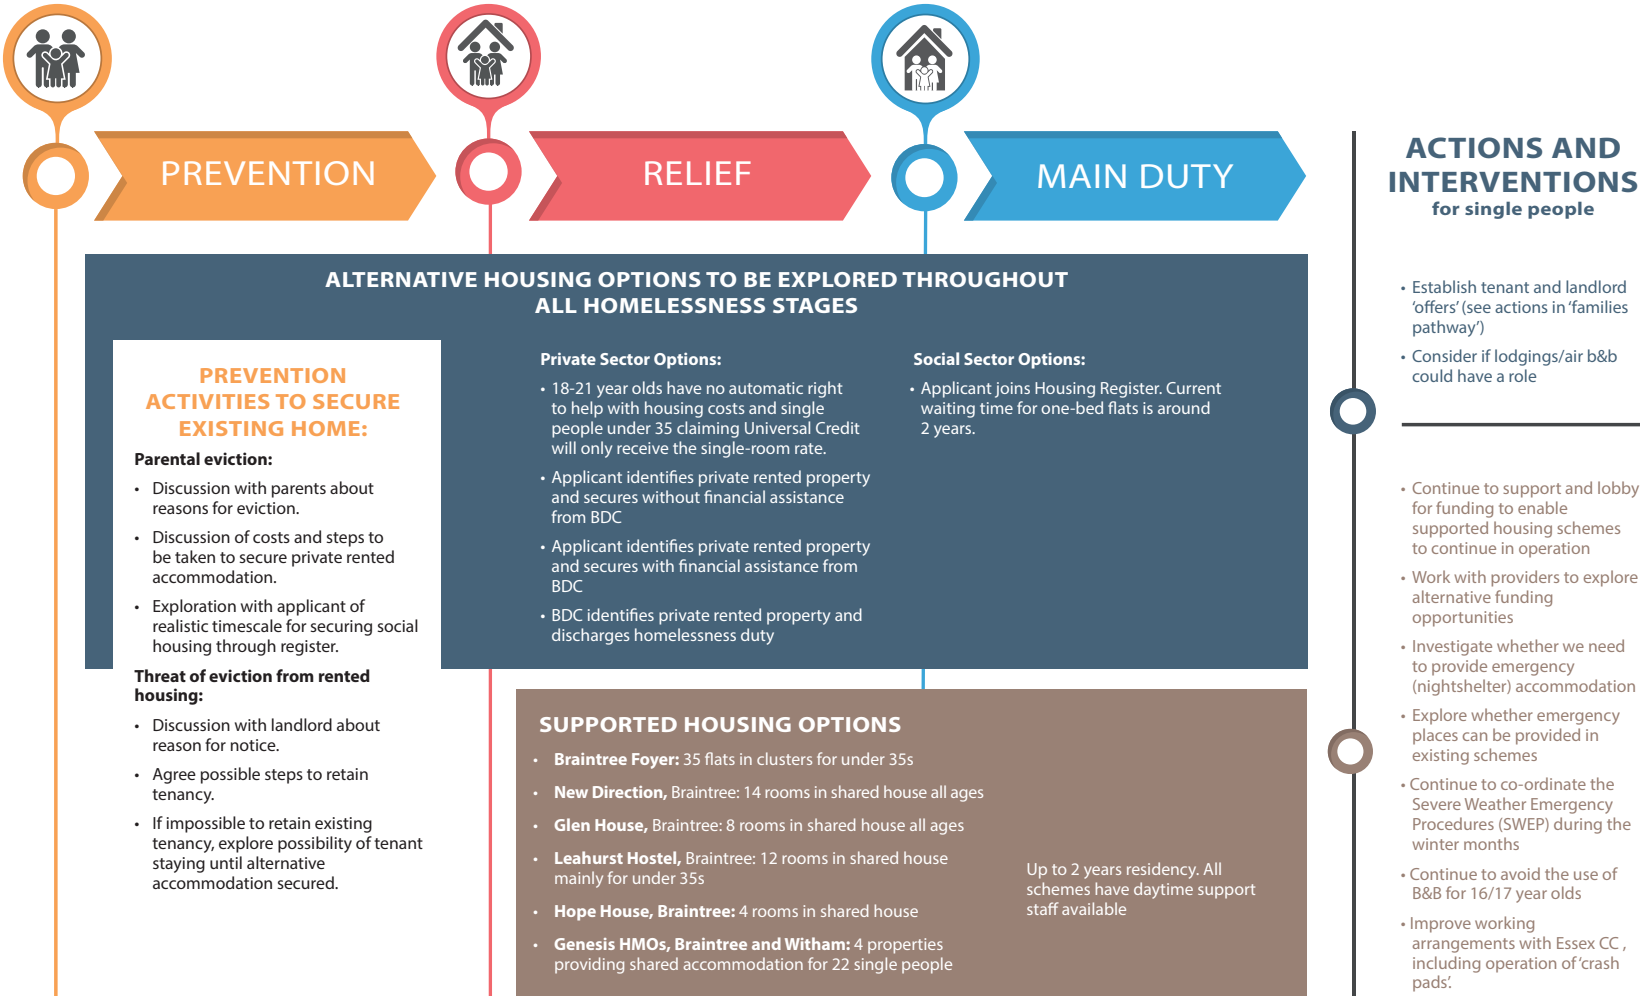 PREVENTION
RELIEF
MAIN DUTY
ALTERNATIVE HOUSING OPTIONS TO BE EXPLORED THROUGHOUT
ALL HOMELESSNESS STAGES
PREVENTION
ACTIVITIES TO SECURE
EXISTING HOME:
Parental eviction:
• Discussion with parents about
reasons for eviction.
• Discussion of costs and steps to
be taken to secure private rented
accommodation.
• Exploration with applicant of
realistic timescale for securing social
housing through register.
Threat of eviction from rented
housing:
• Discussion with landlord about
reason for notice.
• Agree possible steps to retain
tenancy.
• If impossible to retain existing
tenancy, explore possibility of tenant
staying until alternative
accommodation secured.
Private Sector Options:
• 18-21 year olds have no automatic right
to help with housing costs and single
people under 35 claiming Universal Credit
will only receive the single-room rate.
• Applicant identifies private rented property
and secures without financial assistance
from BDC
• Applicant identifies private rented property
and secures with financial assistance from
BDC
• BDC identifies private rented property and
discharges homelessness duty
Social Sector Options:
• Applicant joins Housing Register. Current
waiting time for one-bed flats is around
2 years.
SUPPORTED HOUSING OPTIONS
• Braintree Foyer: 35 flats in clusters for under 35s
• New Direction, Braintree: 14 rooms in shared house all ages
• Glen House, Braintree: 8 rooms in shared house all ages
• Leahurst Hostel, Braintree: 12 rooms in shared house
mainly for under 35s
• Hope House, Braintree: 4 rooms in shared house
• Genesis HMOs, Braintree and Witham: 4 properties
providing shared accommodation for 22 single people
Up to 2 years residency. All
schemes have daytime support
staff available
ACTIONS AND
INTERVENTIONS
for single people
• Establish tenant and landlord
‘offers’ (see actions in ‘families
pathway’)
• Consider if lodgings/air b&b
could have a role
• Continue to support and lobby
for funding to enable
supported housing schemes
to continue in operation
• Work with providers to explore
alternative funding
opportunities
• Investigate whether we need
to provide emergency
(nightshelter) accommodation
• Explore whether emergency
places can be provided in
existing schemes
• Continue to co-ordinate the
Severe Weather Emergency
Procedures (SWEP) during the
winter months
• Continue to avoid the use of
B&B for 16/17 year olds
• Improve working
arrangements with Essex CC ,
including operation of ‘crash
pads’.